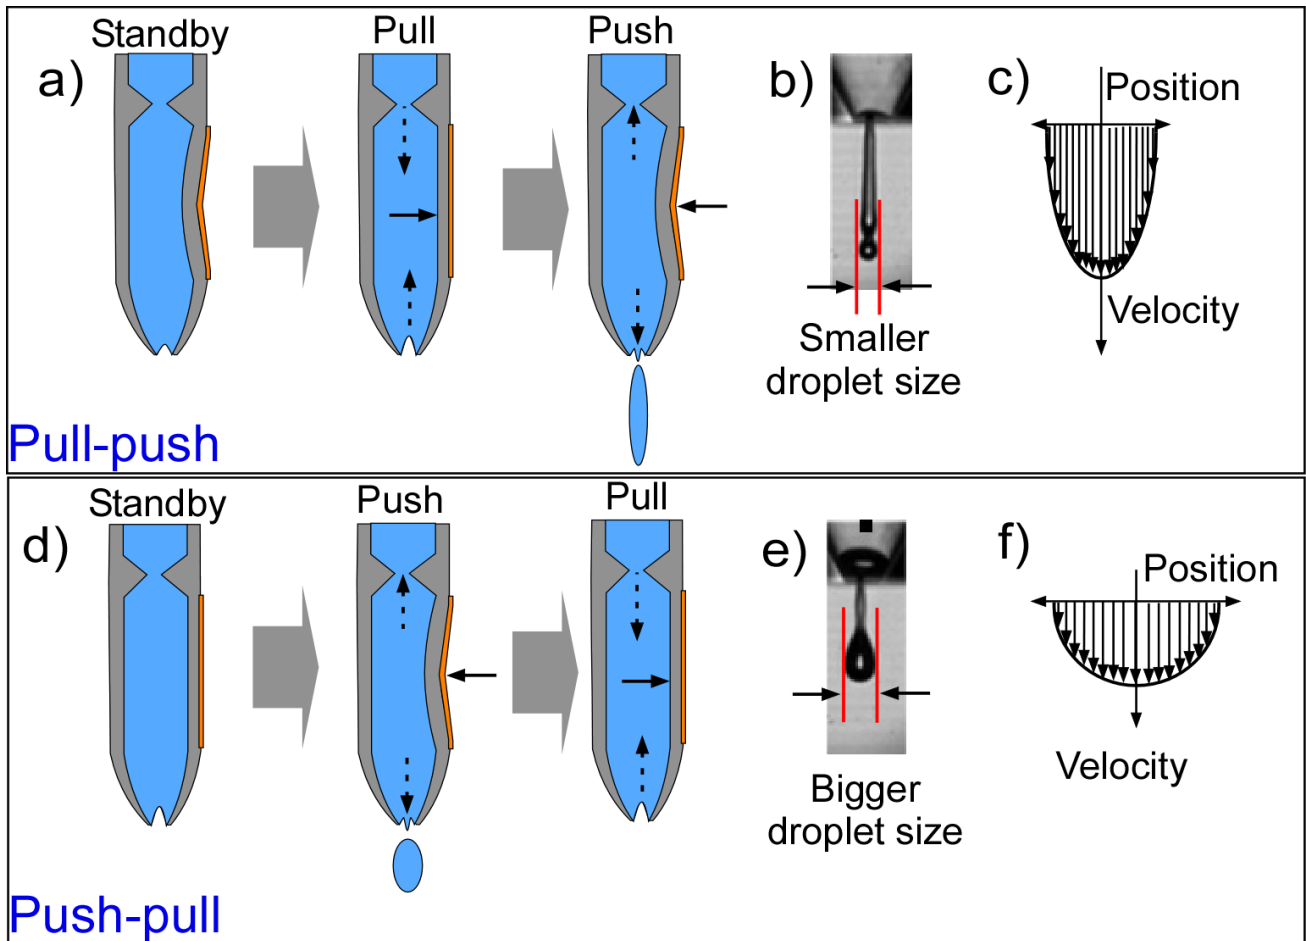 Standby
Pull
Push
a)
b)
c)
Position
Velocity
Smaller
droplet size
Pull-push
Standby
Push
Pull
d)
e)
f)
Position
Velocity
Bigger
droplet size
Push-pull